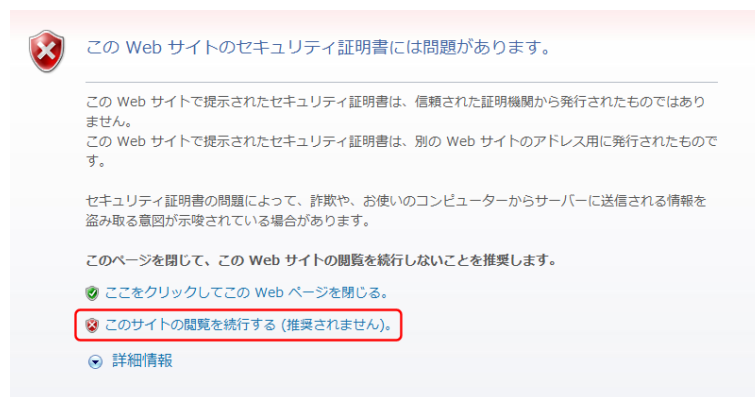 この Web サイトのセキュリティ証明書には問題があります。
この Web サイトで提示されたセキュリティ証明書は、信頼された証明機関から発行されたものではあり
ません。
この Web サイトで提示されたセキュリティ証明書は、別の Web サイトのアドレス用に発行されたもので
す。
セキュリティ証明書の問題によって、詐欺や、お使いのコンピューターからサーバーに送信される情報を
盗み取る意図が示唆されている場合があります。
このページを閉じて、この Web サイトの閲覧を続行しないことを推奨します。
ここをクリックしてこの Web ページを閉じる。
このサイトの閲覧を続行する (推奨されません)。
詳細情報